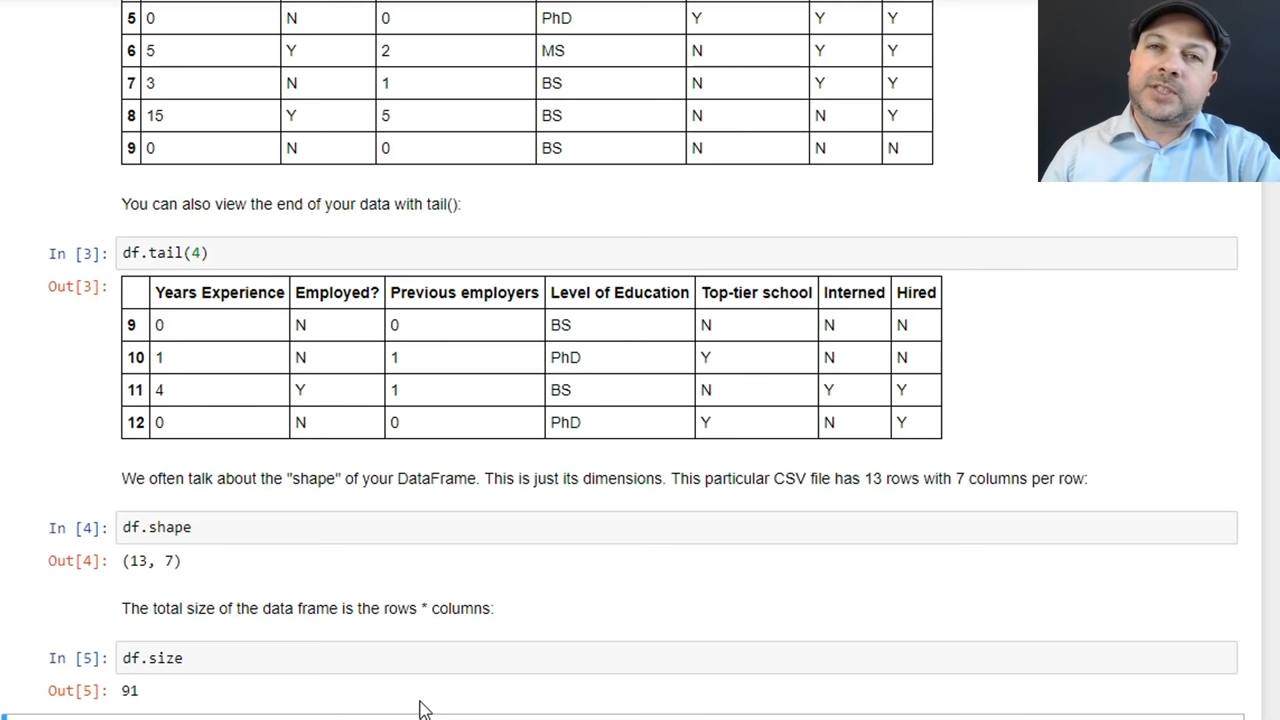 5 0 N 0 PhD Y Y Y
6 5 Y 2 MS N Y Y
7 3 N 1 BS N Y Y
8 15 Y 5 BS N N Y
9 0 N 0 BS N N N
You can also view the end of your data with tail():
In [3]: df.tail(4)
Out[3]:
Years Experience Employed? Previous employers Level of Education Top-tier school Interned Hired
9 0 N 0 BS N N N
10 1 N 1 PhD Y N N
11 4 Y 1 BS N Y Y
12 0 N 0 PhD Y N Y
We often talk about the "shape" of your DataFrame. This is just its dimensions. This particular CSV file has 13 rows with 7 columns per row:
In [4]: df.shape
Out[4]: (13, 7)
The total size of the data frame is the rows * columns:
In [5]: df.size
Out[5]: 91